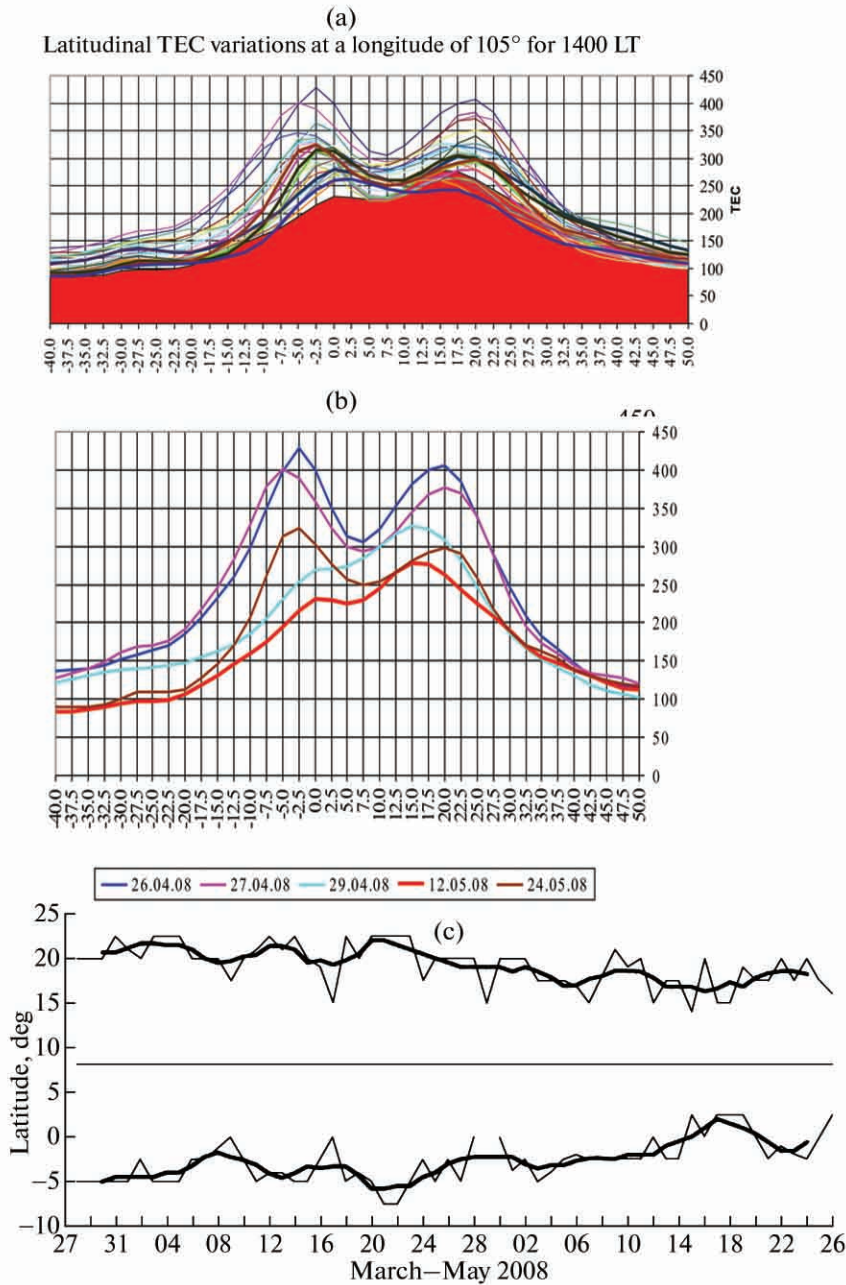 (a)
Latitudinal TEC variations at a longitude of 105° for 1400 LT
450
400
350
300
250
200
150
100
50
0
TEC
-40.0 -37.5 -35.0 -32.5 -30.0 -27.5 -25.0 -22.5 -20.0 -17.5 -15.0 -12.5 -10.0 -7.5 -5.0 -2.5 0.0 2.5 5.0 7.5 10.0 12.5 15.0 17.5 20.0 22.5 25.0 27.5 30.0 32.5 35.0 37.5 40.0 42.5 45.0 47.5 50.0
(b)
450
450
400
350
300
250
200
150
100
50
0
-40.0 -37.5 -35.0 -32.5 -30.0 -27.5 -25.0 -22.5 -20.0 -17.5 -15.0 -12.5 -10.0 -7.5 -5.0 -2.5 0.0 2.5 5.0 7.5 10.0 12.5 15.0 17.5 20.0 22.5 25.0 27.5 30.0 32.5 35.0 37.5 40.0 42.5 45.0 47.5 50.0
26.04.08 27.04.08 29.04.08 12.05.08 24.05.08
(c)
25
20
15
10
5
0
−5
−10
Latitude, deg
27 31 04 08 12 16 20 24 28 02 06 10 14 18 22 26
March–May 2008